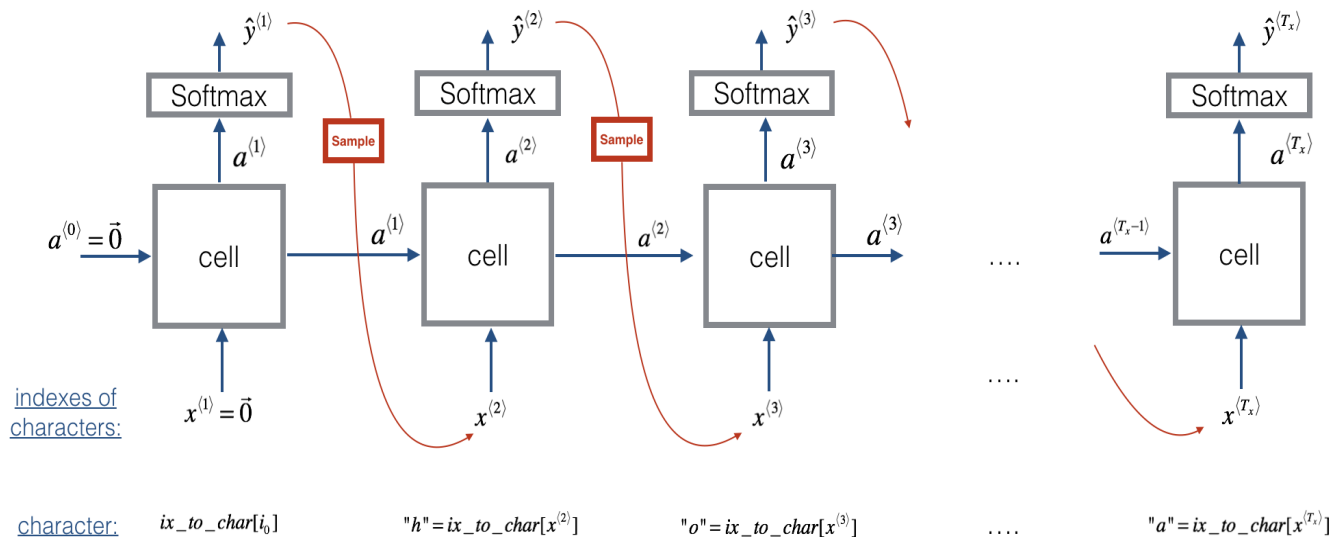 ŷ⟨1⟩ ŷ⟨2⟩ ŷ⟨3⟩ ŷ⟨Tₓ⟩
Softmax Softmax Softmax Softmax
Sample Sample
a⟨1⟩ a⟨2⟩ a⟨3⟩ a⟨Tₓ⟩
a⟨0⟩ = 0⃗ cell a⟨1⟩ cell a⟨2⟩ cell a⟨3⟩ .... a⟨Tₓ−1⟩ cell
....
indexes of
characters:
x⟨1⟩ = 0⃗ x⟨2⟩ x⟨3⟩ x⟨Tₓ⟩
character: ix_to_char[i₀] "h" = ix_to_char[x⟨2⟩] "o" = ix_to_char[x⟨3⟩] .... "a" = ix_to_char[x⟨Tₓ⟩]